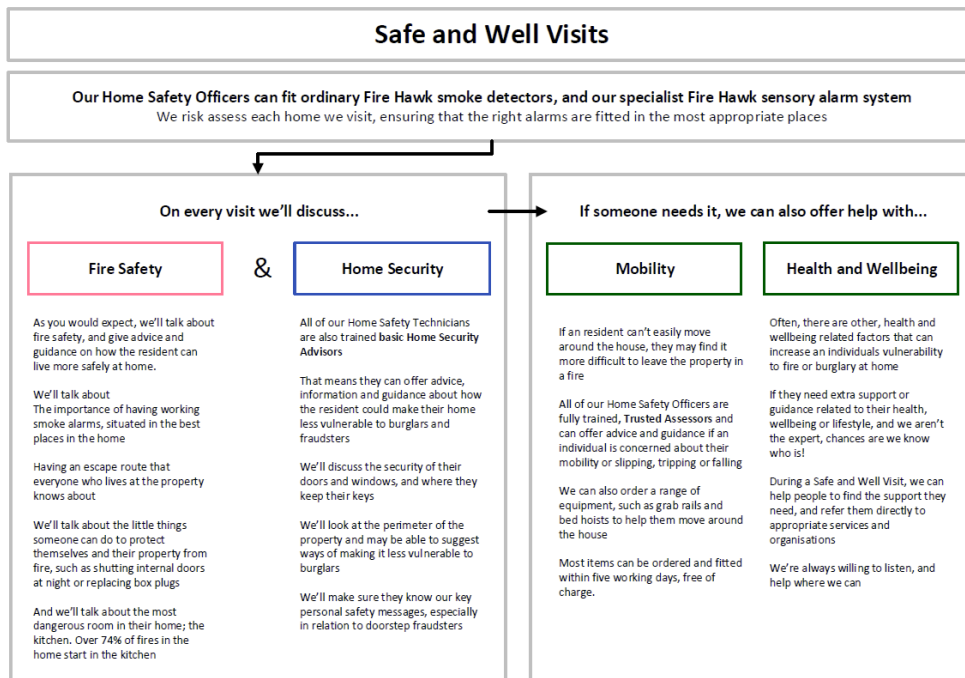 Safe and Well Visits
Our Home Safety Officers can fit ordinary Fire Hawk smoke detectors, and our specialist Fire Hawk sensory alarm system
We risk assess each home we visit, ensuring that the right alarms are fitted in the most appropriate places
On every visit we'll discuss...
Fire Safety
&
Home Security
As you would expect, we'll talk about
fire safety, and give advice and
guidance on how the resident can
live more safely at home.
We'll talk about
The importance of having working
smoke alarms, situated in the best
places in the home
Having an escape route that
everyone who lives at the property
knows about
We'll talk about the little things
someone can do to protect
themselves and their property from
fire, such as shutting internal doors
at night or replacing box plugs
And we'll talk about the most
dangerous room in their home; the
kitchen. Over 74% of fires in the
home start in the kitchen
All of our Home Safety Technicians
are also trained basic Home Security
Advisors
That means they can offer advice,
information and guidance about how
the resident could make their home
less vulnerable to burglars and
fraudsters
We'll discuss the security of their
doors and windows, and where they
keep their keys
We'll look at the perimeter of the
property and may be able to suggest
ways of making it less vulnerable to
burglars
We'll make sure they know our key
personal safety messages, especially
in relation to doorstep fraudsters
If someone needs it, we can also offer help with...
Mobility
Health and Wellbeing
If an resident can't easily move
around the house, they may find it
more difficult to leave the property in
a fire
All of our Home Safety Officers are
fully trained, Trusted Assessors and
can offer advice and guidance if an
individual is concerned about their
mobility or slipping, tripping or falling
We can also order a range of
equipment, such as grab rails and
bed hoists to help them move around
the house
Most items can be ordered and fitted
within five working days, free of
charge.
Often, there are other, health and
wellbeing related factors that can
increase an individuals vulnerability
to fire or burglary at home
If they need extra support or
guidance related to their health,
wellbeing or lifestyle, and we aren't
the expert, chances are we know
who is!
During a Safe and Well Visit, we can
help people to find the support they
need, and refer them directly to
appropriate services and
organisations
We're always willing to listen, and
help where we can